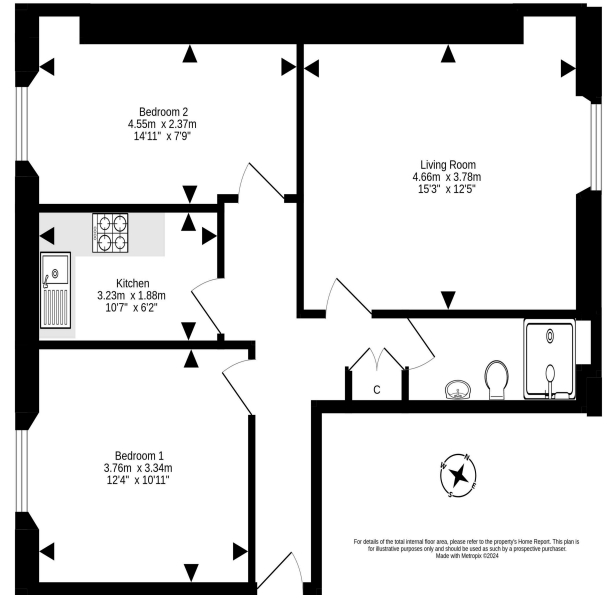 Bedroom 2
4.55m x 2.37m
14'11" x 7'9"
Living Room
4.66m x 3.78m
15'3" x 12'5"
Kitchen
3.23m x 1.88m
10'7" x 6'2"
C
Bedroom 1
3.76m x 3.34m
12'4" x 10'11"
N
W
E
S
For details of the total internal floor area, please refer to the property's Home Report. This plan is
for illustrative purposes only and should be used as such by a prospective purchaser.
Made with Metropix ©2024